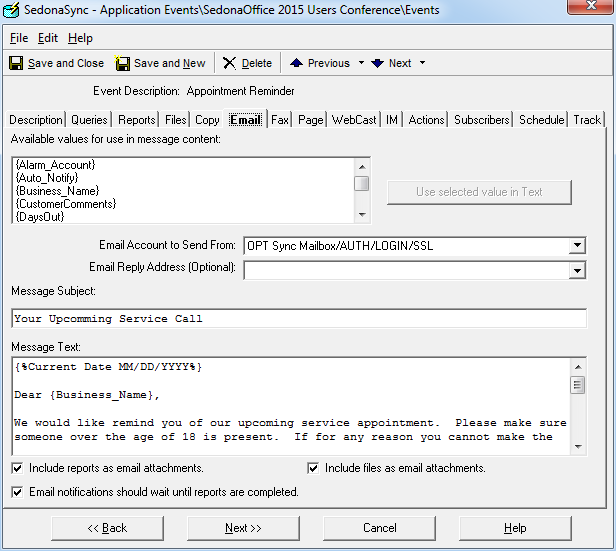 SedonaSync - Application Events\SedonaOffice 2015 Users Conference\Events
File Edit Help
Save and Close Save and New Delete Previous Next
Event Description: Appointment Reminder
Description Queries Reports Files Copy Email Fax Page WebCast IM Actions Subscribers Schedule Track
Available values for use in message content:
{Alarm_Account}
{Auto_Notify}
{Business_Name}
{CustomerComments}
{DaysOut}
Use selected value in Text
Email Account to Send From: OPT Sync Mailbox/AUTH/LOGIN/SSL
Email Reply Address (Optional):
Message Subject:
Your Upcomming Service Call
Message Text:
{%Current Date MM/DD/YYYY%}
Dear {Business_Name},
We would like remind you of our upcoming service appointment. Please make sure
someone over the age of 18 is present. If for any reason you cannot make the
Include reports as email attachments. Include files as email attachments.
Email notifications should wait until reports are completed.
<< Back Next >> Cancel Help